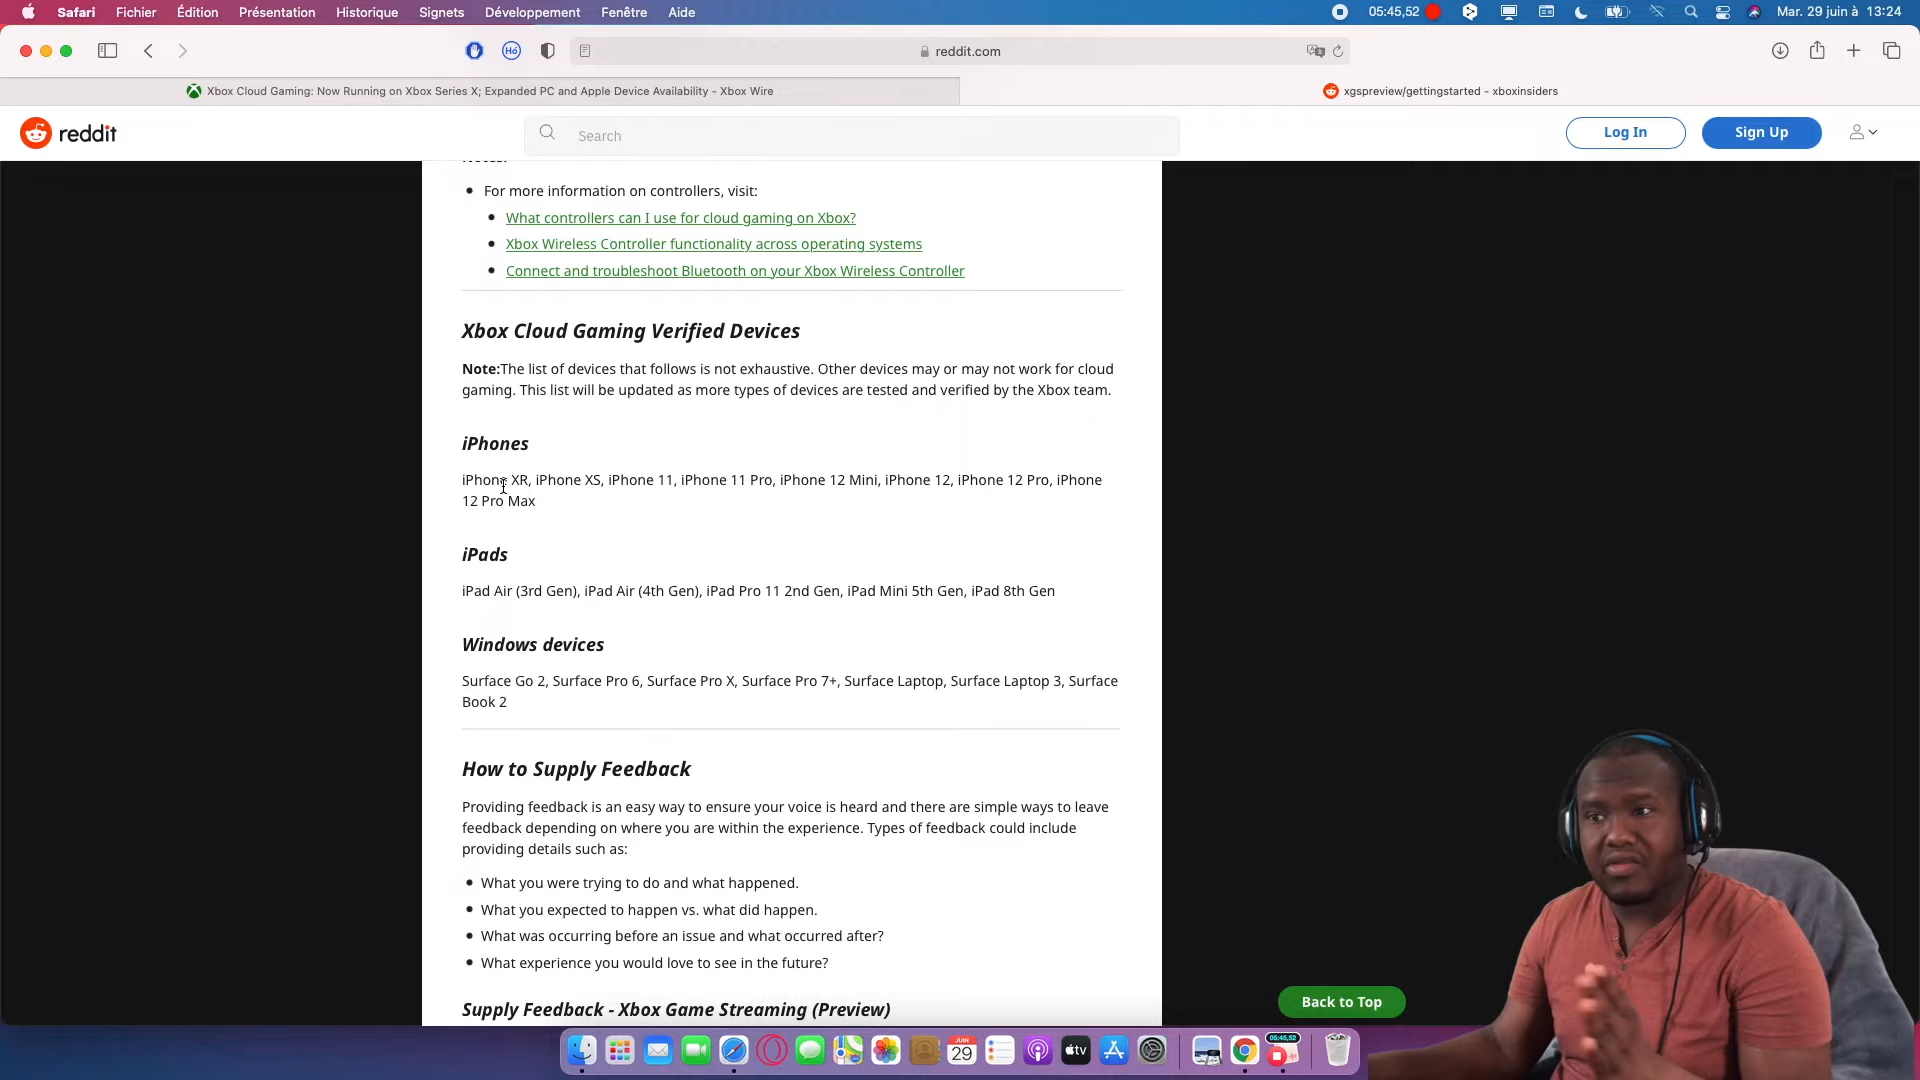 Safari Fichier Édition Présentation Historique Signets Développement Fenêtre Aide 05:45,52 Mar. 29 juin à 13:24
Hó reddit.com
Xbox Cloud Gaming: Now Running on Xbox Series X; Expanded PC and Apple Device Availability - Xbox Wire
xgspreview/gettingstarted - xboxinsiders
reddit Search Log In Sign Up
Notes:
For more information on controllers, visit:
What controllers can I use for cloud gaming on Xbox?
Xbox Wireless Controller functionality across operating systems
Connect and troubleshoot Bluetooth on your Xbox Wireless Controller
Xbox Cloud Gaming Verified Devices
Note:The list of devices that follows is not exhaustive. Other devices may or may not work for cloud
gaming. This list will be updated as more types of devices are tested and verified by the Xbox team.
iPhones
iPhone XR, iPhone XS, iPhone 11, iPhone 11 Pro, iPhone 12 Mini, iPhone 12, iPhone 12 Pro, iPhone
12 Pro Max
iPads
iPad Air (3rd Gen), iPad Air (4th Gen), iPad Pro 11 2nd Gen, iPad Mini 5th Gen, iPad 8th Gen
Windows devices
Surface Go 2, Surface Pro 6, Surface Pro X, Surface Pro 7+, Surface Laptop, Surface Laptop 3, Surface
Book 2
How to Supply Feedback
Providing feedback is an easy way to ensure your voice is heard and there are simple ways to leave
feedback depending on where you are within the experience. Types of feedback could include
providing details such as:
What you were trying to do and what happened.
What you expected to happen vs. what did happen.
What was occurring before an issue and what occurred after?
What experience you would love to see in the future?
Supply Feedback - Xbox Game Streaming (Preview)
Back to Top
JUIN
29
tv
05:45,52